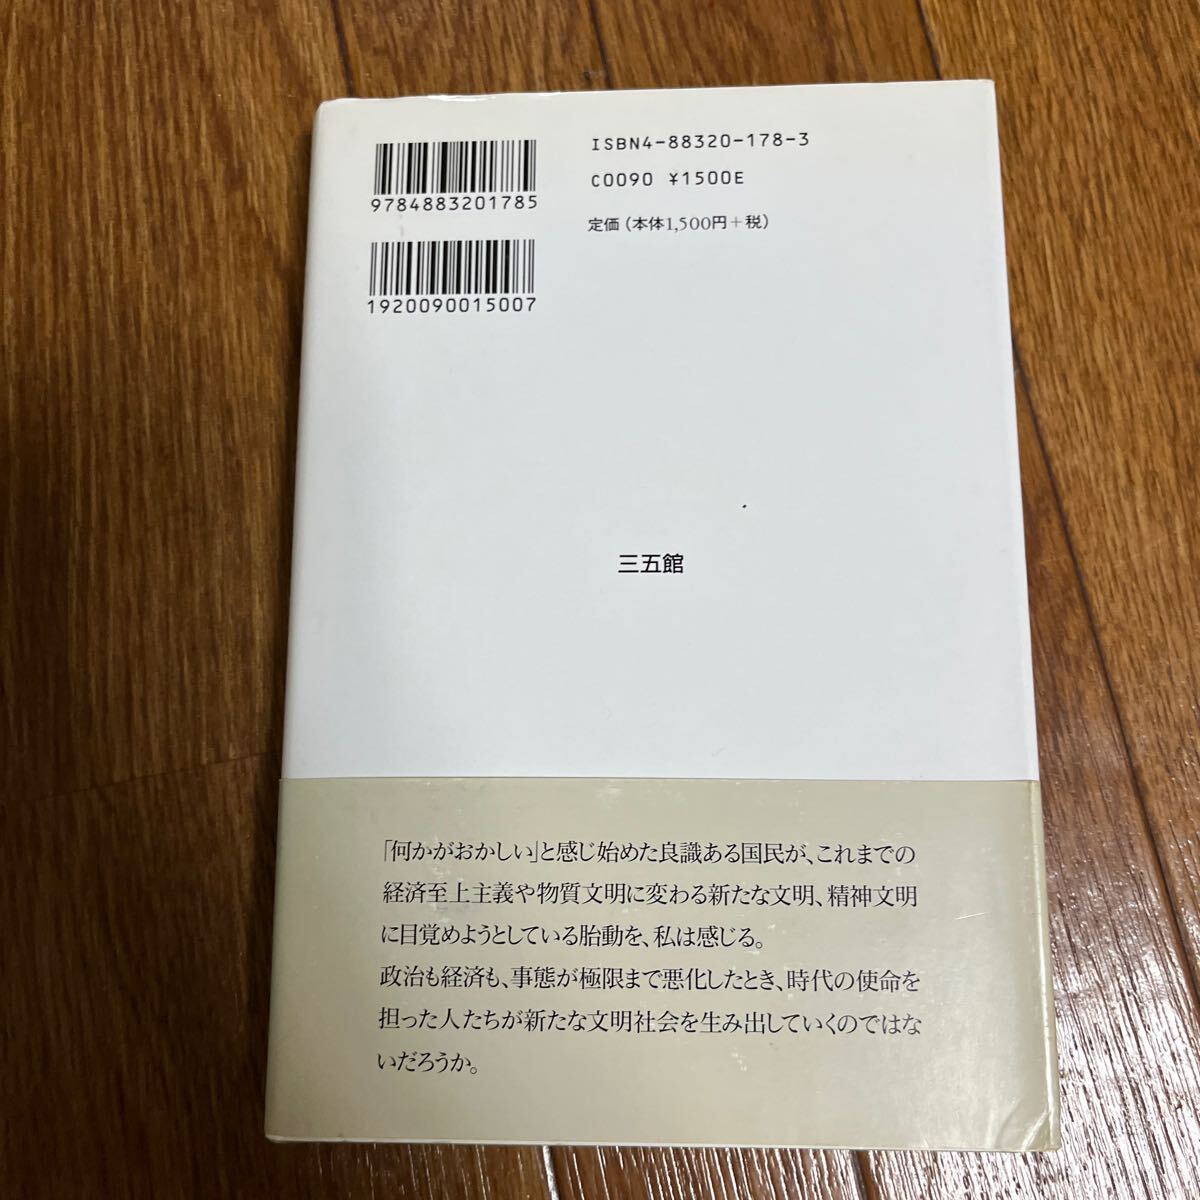 ISBN4-88320-178-3
C0090 ¥1500E
定価（本体1,500円＋税）
9784883201785
1920090015007
三五館
「何かがおかしい」と感じ始めた良識ある国民が、これまでの
経済至上主義や物質文明に変わる新たな文明、精神文明
に目覚めようとしている胎動を、私は感じる。
政治も経済も、事態が極限まで悪化したとき、時代の使命を
担った人たちが新たな文明社会を生み出していくのではな
いだろうか。